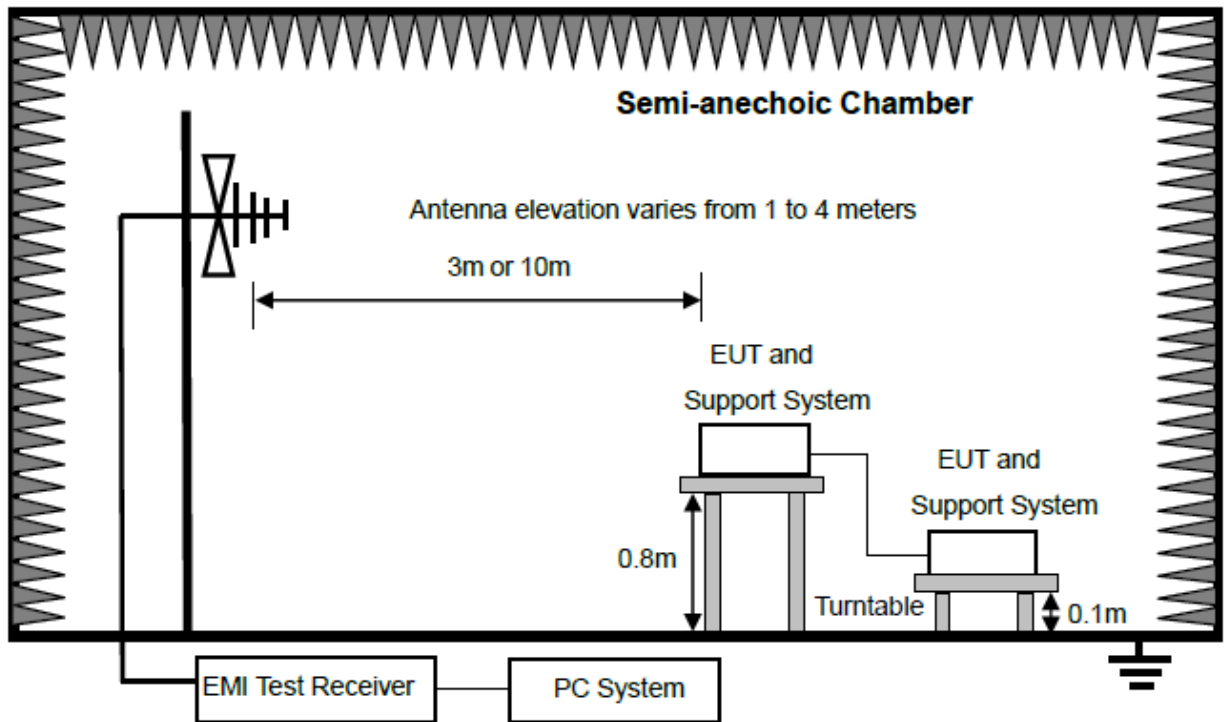 Semi-anechoic Chamber
Antenna elevation varies from 1 to 4 meters
3m or 10m
EUT and
Support System
EUT and
Support System
0.8m
Turntable
0.1m
EMI Test Receiver
PC System